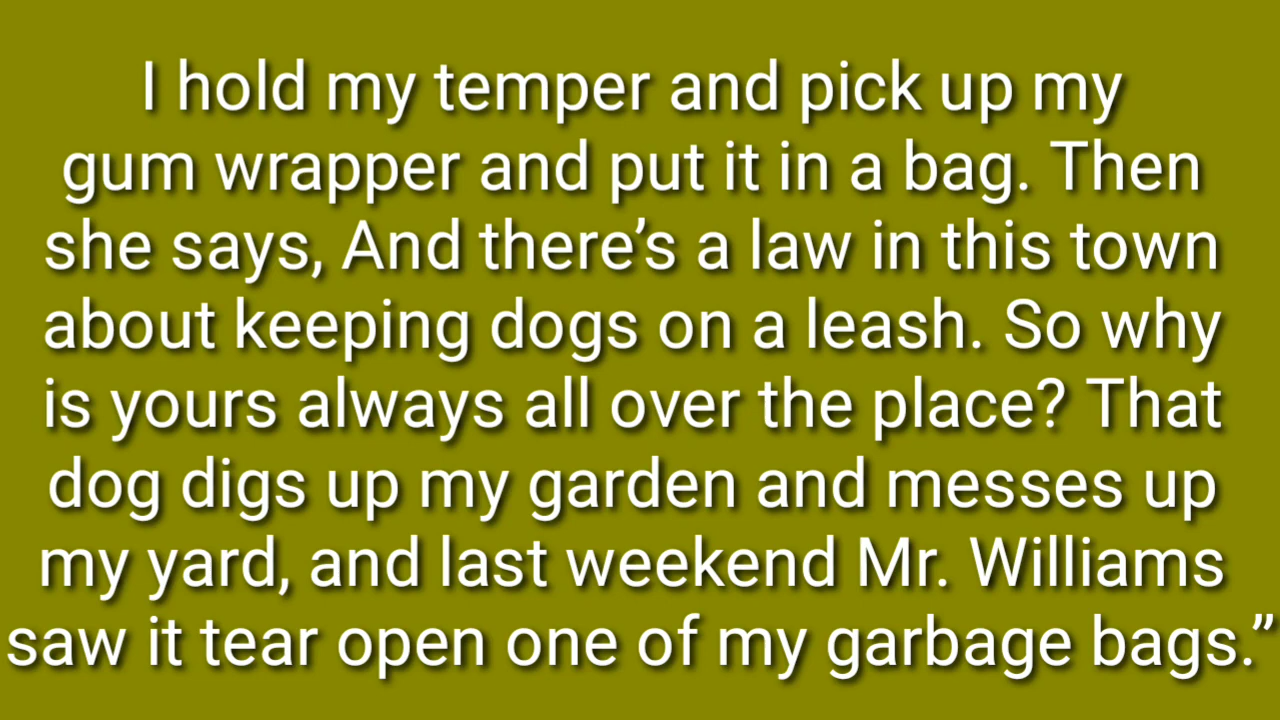 I hold my temper and pick up my
gum wrapper and put it in a bag. Then
she says, And there’s a law in this town
about keeping dogs on a leash. So why
is yours always all over the place? That
dog digs up my garden and messes up
my yard, and last weekend Mr. Williams
saw it tear open one of my garbage bags.”